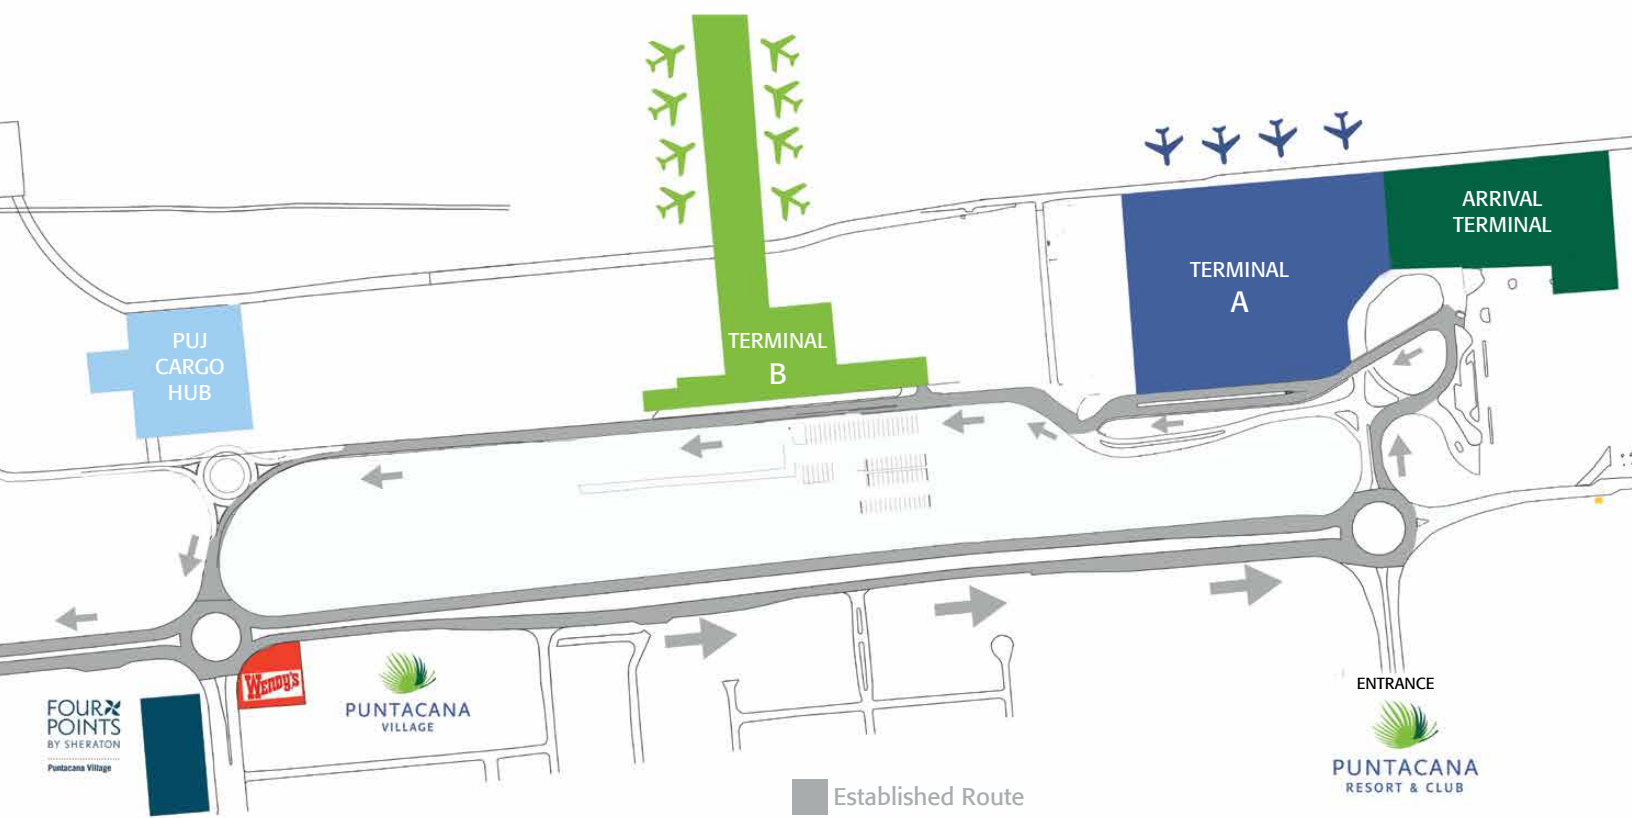 ARRIVAL
TERMINAL
TERMINAL
A
TERMINAL
B
PUJ
CARGO
HUB
WENDY'S
FOUR
POINTS
BY SHERATON
Puntacana Village
PUNTACANA
VILLAGE
ENTRANCE
PUNTACANA
RESORT & CLUB
Established Route